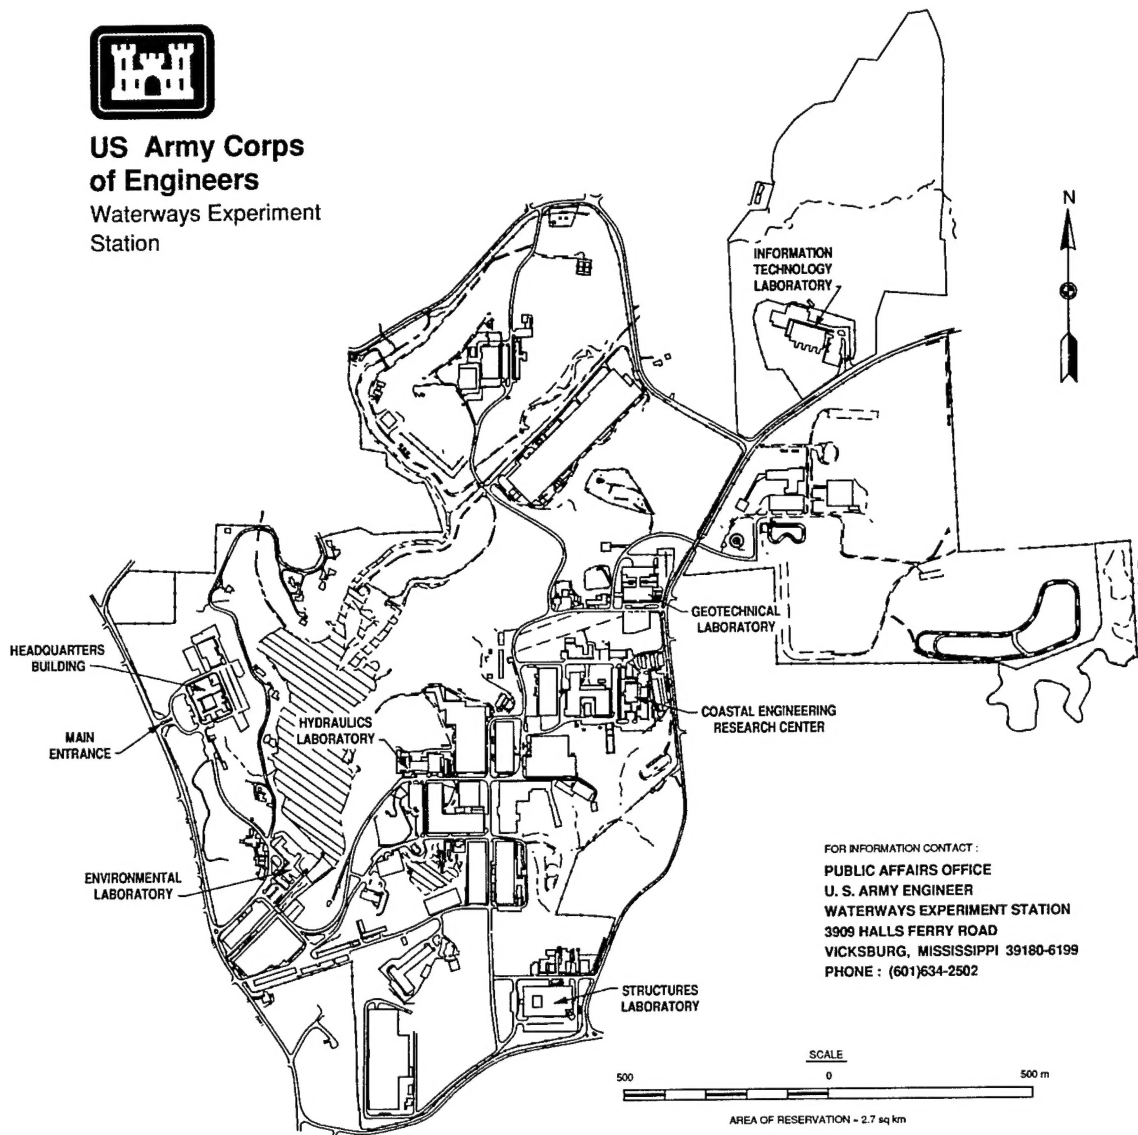 US Army Corps
of Engineers
Waterways Experiment
Station
N
INFORMATION
TECHNOLOGY
LABORATORY
GEOTECHNICAL
LABORATORY
HEADQUARTERS
BUILDING
MAIN
ENTRANCE
HYDRAULICS
LABORATORY
COASTAL ENGINEERING
RESEARCH CENTER
ENVIRONMENTAL
LABORATORY
STRUCTURES
LABORATORY
FOR INFORMATION CONTACT :
PUBLIC AFFAIRS OFFICE
U. S. ARMY ENGINEER
WATERWAYS EXPERIMENT STATION
3909 HALLS FERRY ROAD
VICKSBURG, MISSISSIPPI 39180-6199
PHONE : (601)634-2502
SCALE
500 0 500 m
AREA OF RESERVATION - 2.7 sq km